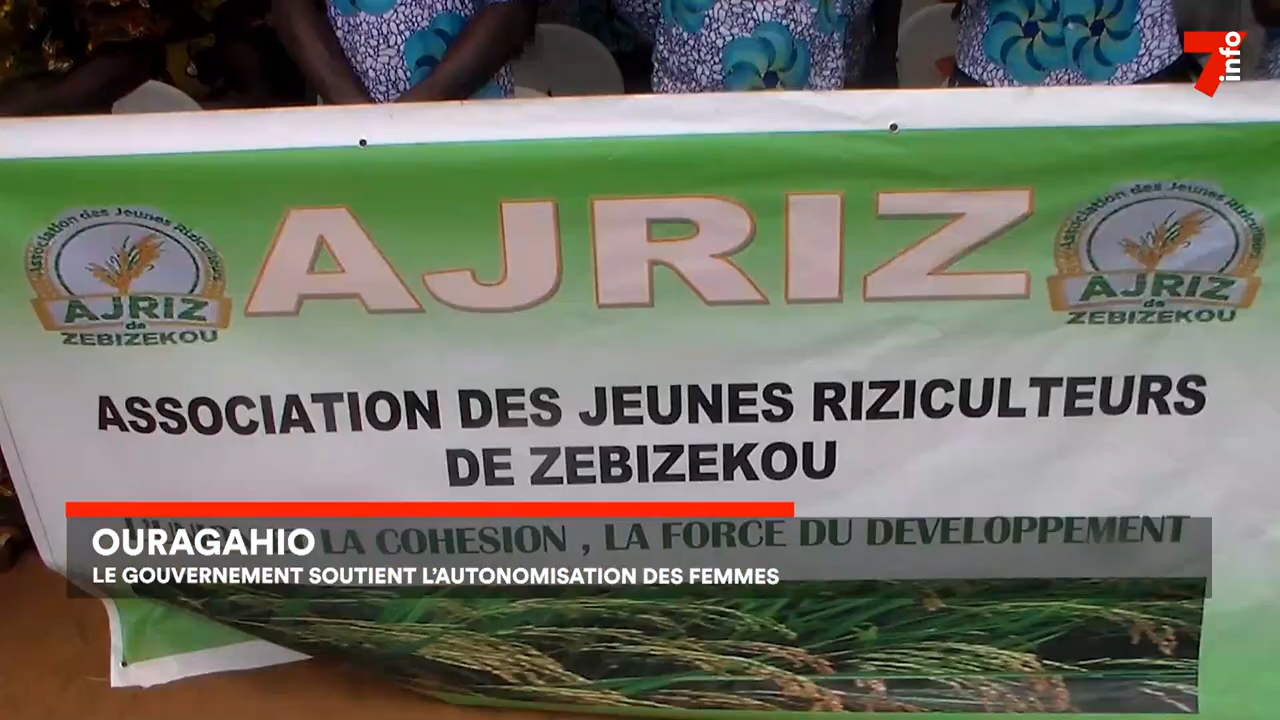 7info
Association des Jeunes Riziculteurs
AJRIZ
de
ZEBIZEKOU
AJRIZ
Association des Jeunes Riziculteurs
AJRIZ
de
ZEBIZEKOU
ASSOCIATION DES JEUNES RIZICULTEURS
DE ZEBIZEKOU
LA COHESION , LA FORCE DU DEVELOPPEMENT
OURAGAHIO
LE GOUVERNEMENT SOUTIENT L'AUTONOMISATION DES FEMMES